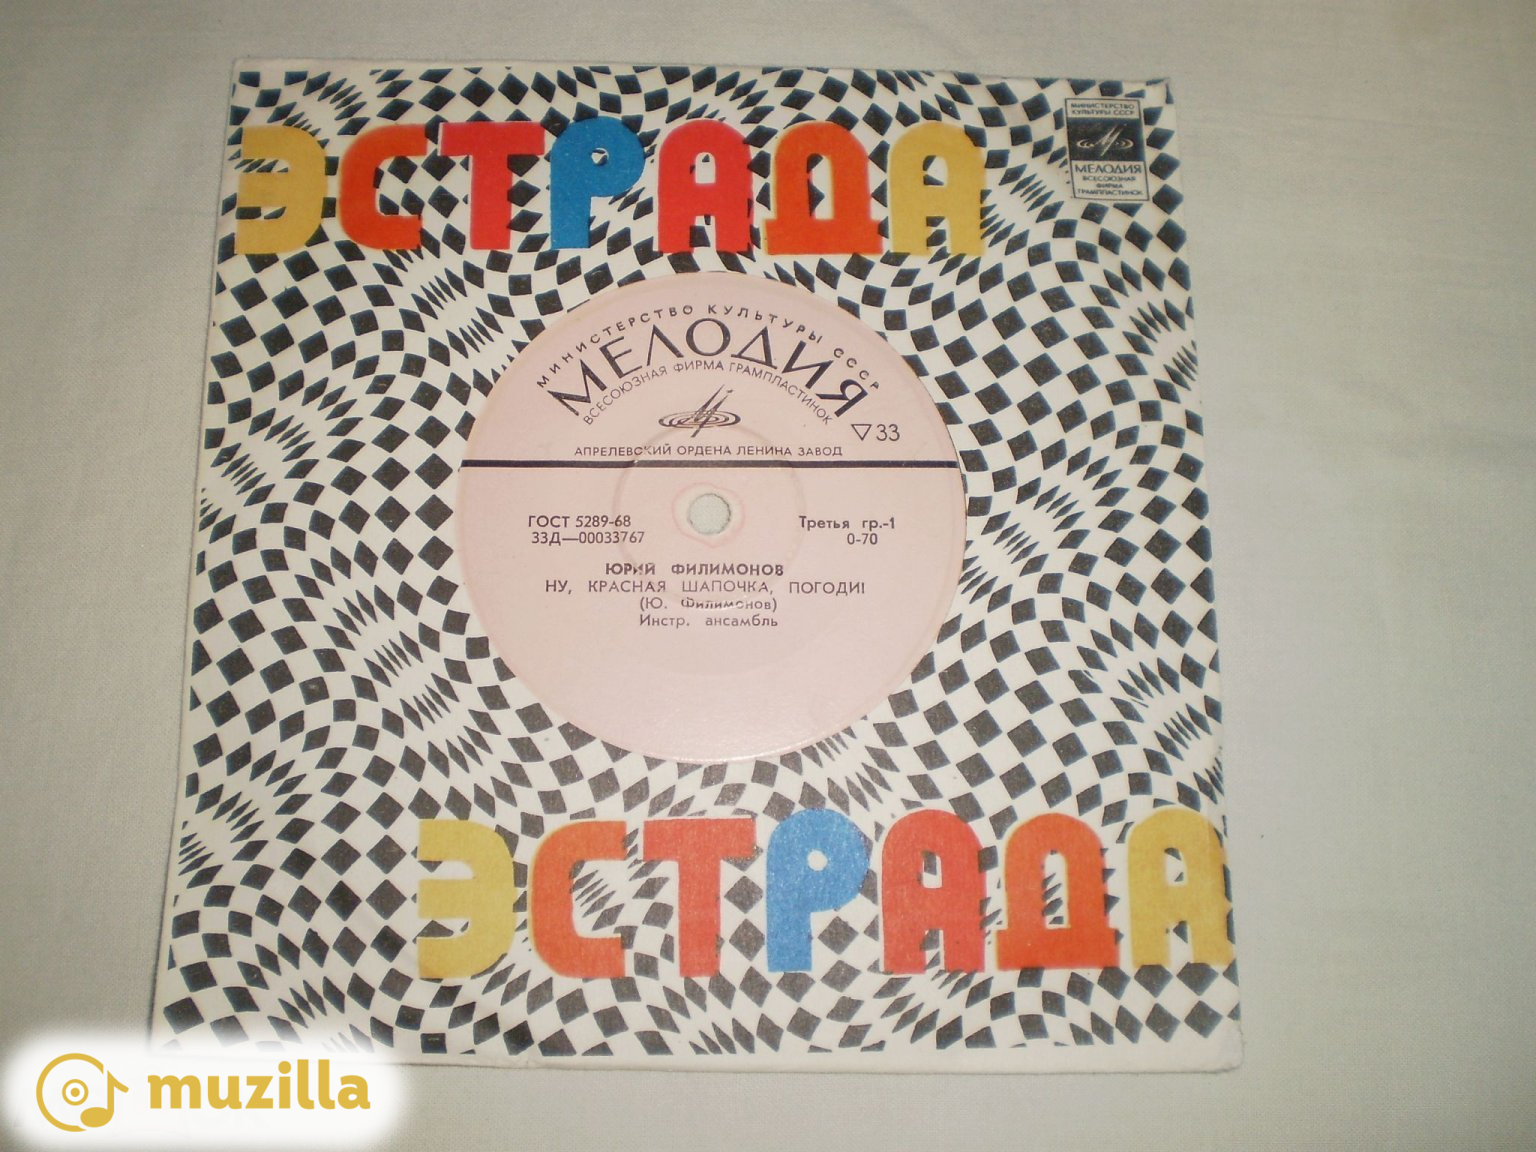 ЭСТРАДА
МИНИСТЕРСТВО
КУЛЬТУРЫ СССР
МЕЛОДИЯ
ВСЕСОЮЗНАЯ
ФИРМА
ГРАМПЛАСТИНОК
МИНИСТЕРСТВО КУЛЬТУРЫ СССР
МЕЛОДИЯ
ВСЕСОЮЗНАЯ ФИРМА ГРАМПЛАСТИНОК
33
АПРЕЛЕВСКИЙ ОРДЕНА ЛЕНИНА ЗАВОД
ГОСТ 5289-68 Третья гр.-1
33Д—00033767 0-70
ЮРИЙ ФИЛИМОНОВ
НУ, КРАСНАЯ ШАПОЧКА, ПОГОДИ!
(Ю. Филимонов)
Инстр. ансамбль
ЭСТРАДА
muzilla